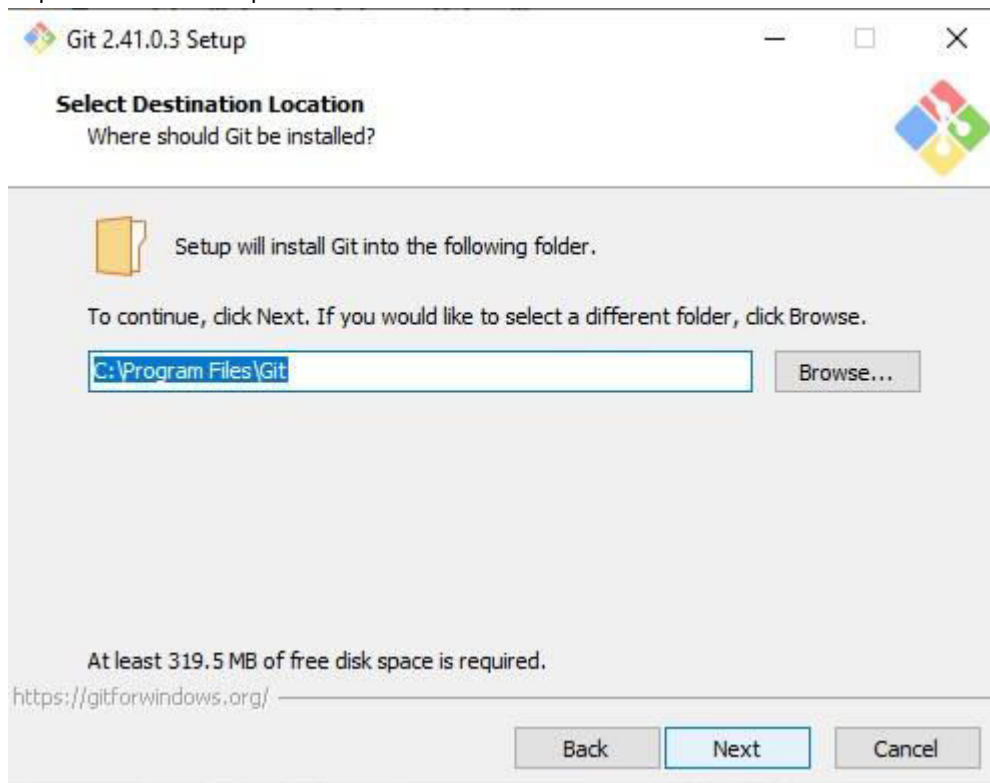 Git 2.41.0.3 Setup
Select Destination Location
Where should Git be installed?
Setup will install Git into the following folder.
To continue, click Next. If you would like to select a different folder, click Browse.
C:\Program Files\Git
Browse...
At least 319.5 MB of free disk space is required.
https://gitforwindows.org/
Back
Next
Cancel